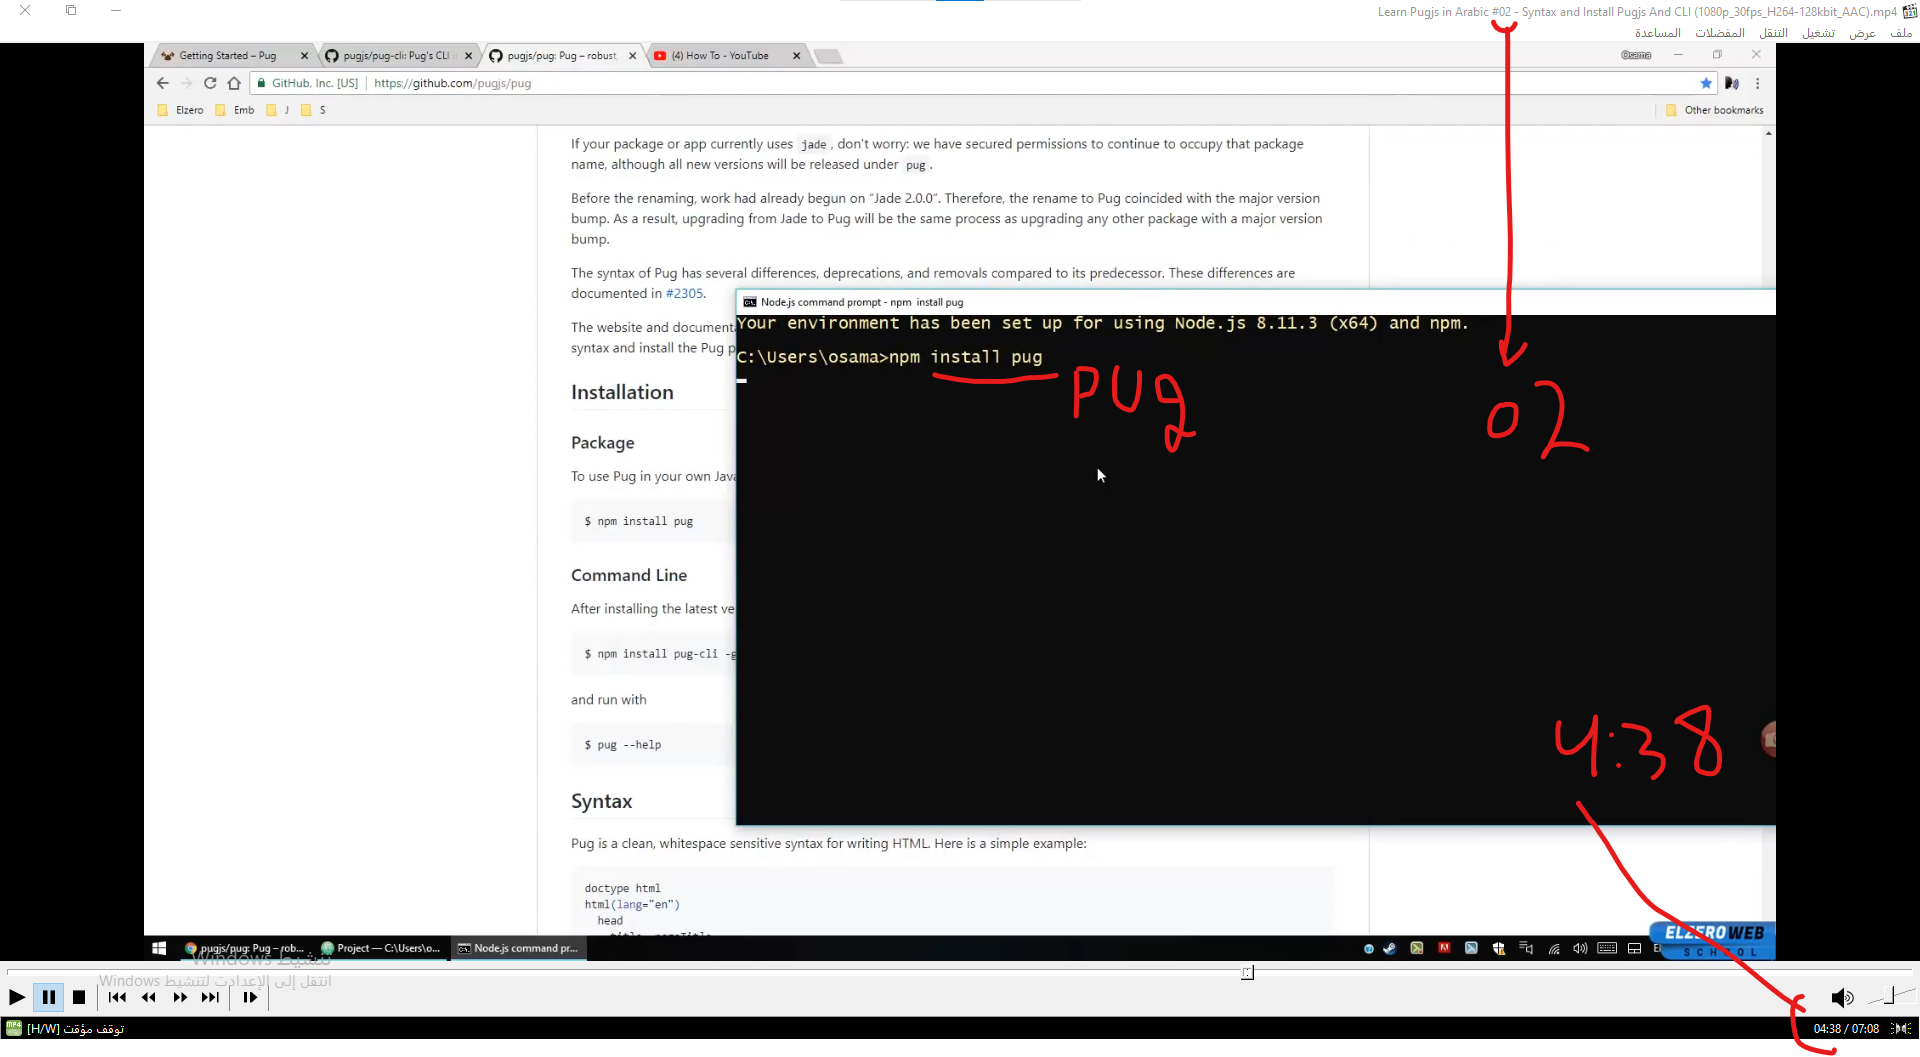 Learn Pugjs in Arabic #02 - Syntax and Install Pugjs And CLI (1080p_30fps_H264-128kbit_AAC).mp4
ملف عرض تشغيل التنقل المفضلات المساعدة
Getting Started – Pug
pugjs/pug-cli: Pug's CLI i
pugjs/pug: Pug – robust,
(4) How To - YouTube
Osama
GitHub, Inc. [US] https://github.com/pugjs/pug
Elzero Emb J S Other bookmarks
If your package or app currently uses jade, don't worry: we have secured permissions to continue to occupy that package
name, although all new versions will be released under pug.
Before the renaming, work had already begun on “Jade 2.0.0”. Therefore, the rename to Pug coincided with the major version
bump. As a result, upgrading from Jade to Pug will be the same process as upgrading any other package with a major version
bump.
The syntax of Pug has several differences, deprecations, and removals compared to its predecessor. These differences are
documented in #2305.
The website and documenta
syntax and install the Pug p
Installation
Package
To use Pug in your own Java
$ npm install pug
Command Line
After installing the latest ve
$ npm install pug-cli -g
and run with
$ pug --help
Syntax
Pug is a clean, whitespace sensitive syntax for writing HTML. Here is a simple example:
doctype html
html(lang="en")
head
Node.js command prompt - npm install pug
Your environment has been set up for using Node.js 8.11.3 (x64) and npm.
C:\Users\osama>npm install pug
PUg
02
4:38
ELZEROWEB
SCHOOL
pugjs/pug: Pug – rob...
Project — C:\Users\o...
Node.js command pr...
تنشيط Windows
انتقل إلى الإعدادت لتنشيط Windows
توقف مؤقت [H/W]
04:38 / 07:08